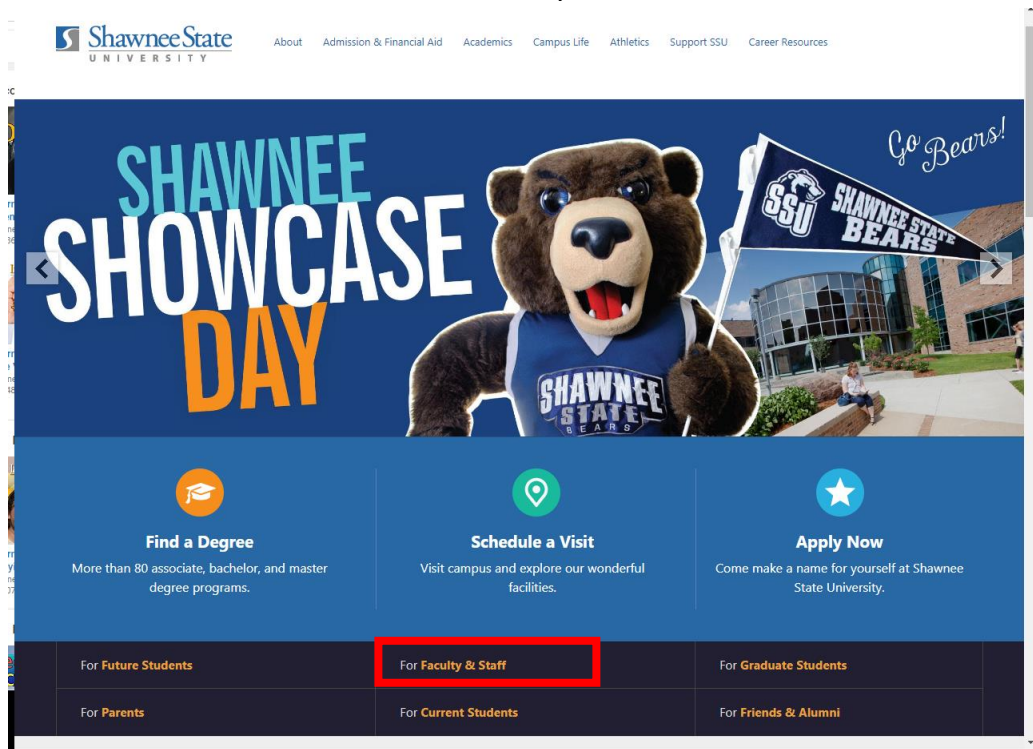 Shawnee State
UNIVERSITY
About Admission & Financial Aid Academics Campus Life Athletics Support SSU Career Resources
SHAWNEE
SHOWCASE
DAY
Go Bears!
SSU SHAWNEE STATE
BEARS
SHAWNEE
STATE
BEARS
Find a Degree
More than 80 associate, bachelor, and master
degree programs.
Schedule a Visit
Visit campus and explore our wonderful
facilities.
Apply Now
Come make a name for yourself at Shawnee
State University.
For Future Students For Faculty & Staff For Graduate Students
For Parents For Current Students For Friends & Alumni